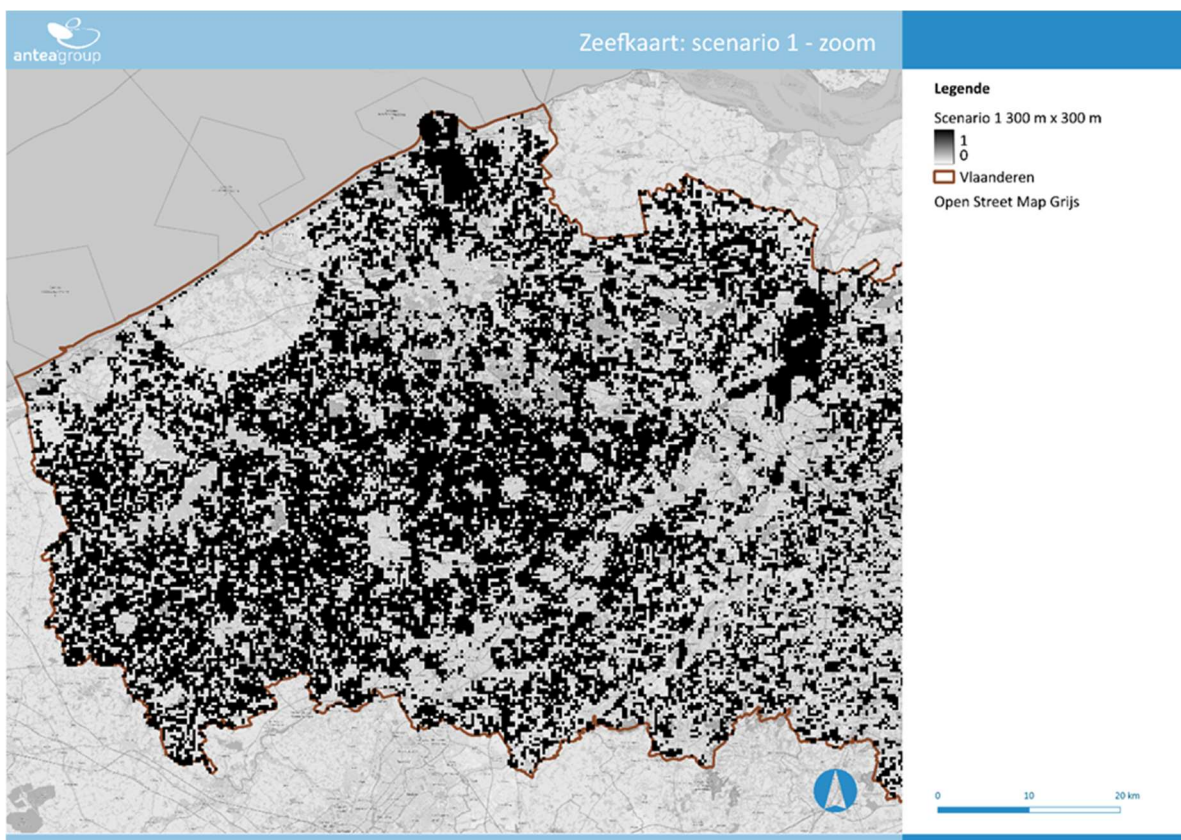 anteagroup
Zeefkaart: scenario 1 - zoom
Legende
Scenario 1 300 m x 300 m
1
0
Vlaanderen
Open Street Map Grijs
0 10 20 km